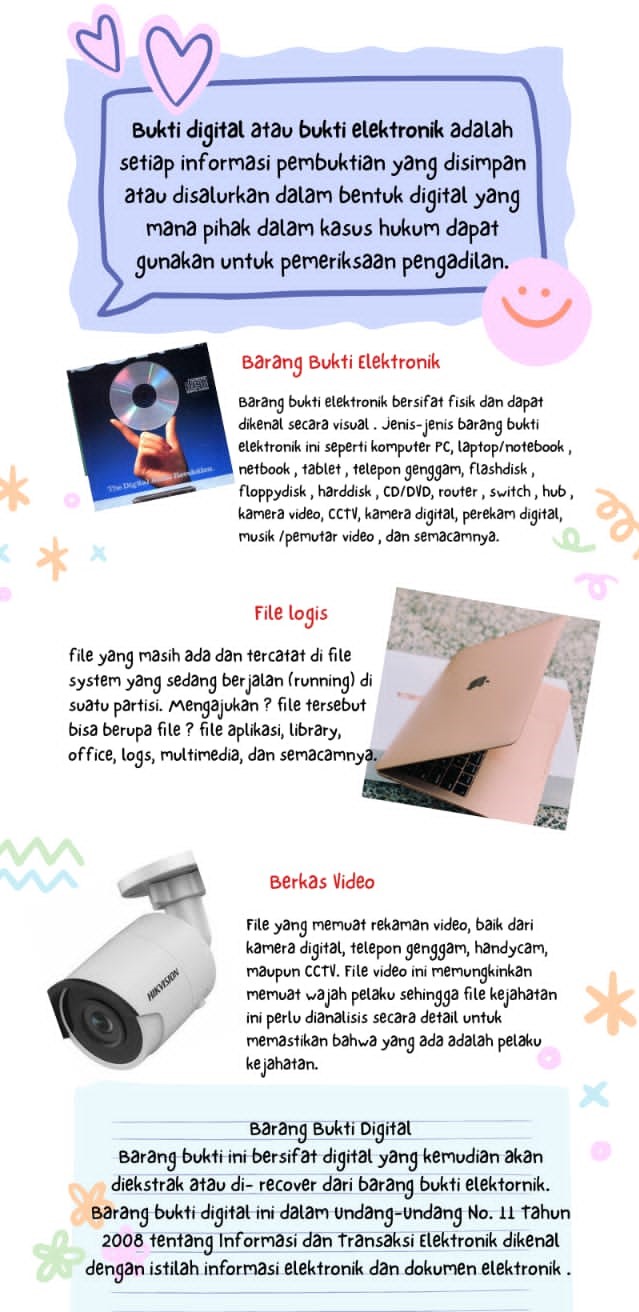 Bukti digital atau bukti elektronik adalah
setiap informasi pembuktian yang disimpan
atau disalurkan dalam bentuk digital yang
mana pihak dalam kasus hukum dapat
gunakan untuk pemeriksaan pengadilan.
Barang Bukti Elektronik
Barang bukti elektronik bersifat fisik dan dapat
dikenal secara visual . Jenis-jenis barang bukti
elektronik ini seperti komputer PC, laptop/notebook ,
netbook , tablet , telepon genggam, flashdisk ,
floppydisk , harddisk , CD/DVD, router , switch , hub ,
kamera video, CCTV, kamera digital, perekam digital,
musik /pemutar video , dan semacamnya.
The Digital Revolution.
File logis
file yang masih ada dan tercatat di file
system yang sedang berjalan (running) di
suatu partisi. Mengajukan ? file tersebut
bisa berupa file ? file aplikasi, library,
office, logs, multimedia, dan semacamnya.
Berkas Video
File yang memuat rekaman video, baik dari
kamera digital, telepon genggam, handycam,
maupun CCTV. File video ini memungkinkan
memuat wajah pelaku sehingga file kejahatan
ini perlu dianalisis secara detail untuk
memastikan bahwa yang ada adalah pelaku
kejahatan.
HIKVISION
Barang Bukti Digital
Barang bukti ini bersifat digital yang kemudian akan
diekstrak atau di- recover dari barang bukti elektornik.
Barang bukti digital ini dalam Undang-Undang No. 11 Tahun
2008 tentang Informasi dan Transaksi Elektronik dikenal
dengan istilah informasi elektronik dan dokumen elektronik .